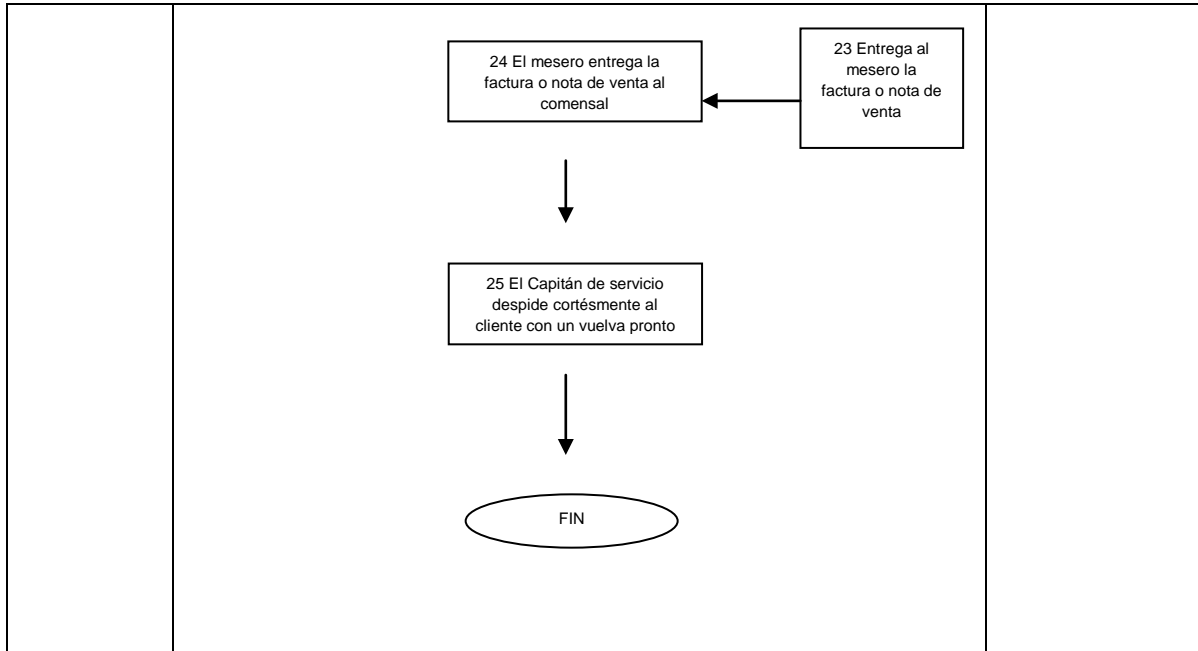 24 El mesero entrega la
factura o nota de venta al
comensal
23 Entrega al
mesero la
factura o nota de
venta
25 El Capitán de servicio
despide cortésmente al
cliente con un vuelva pronto
FIN